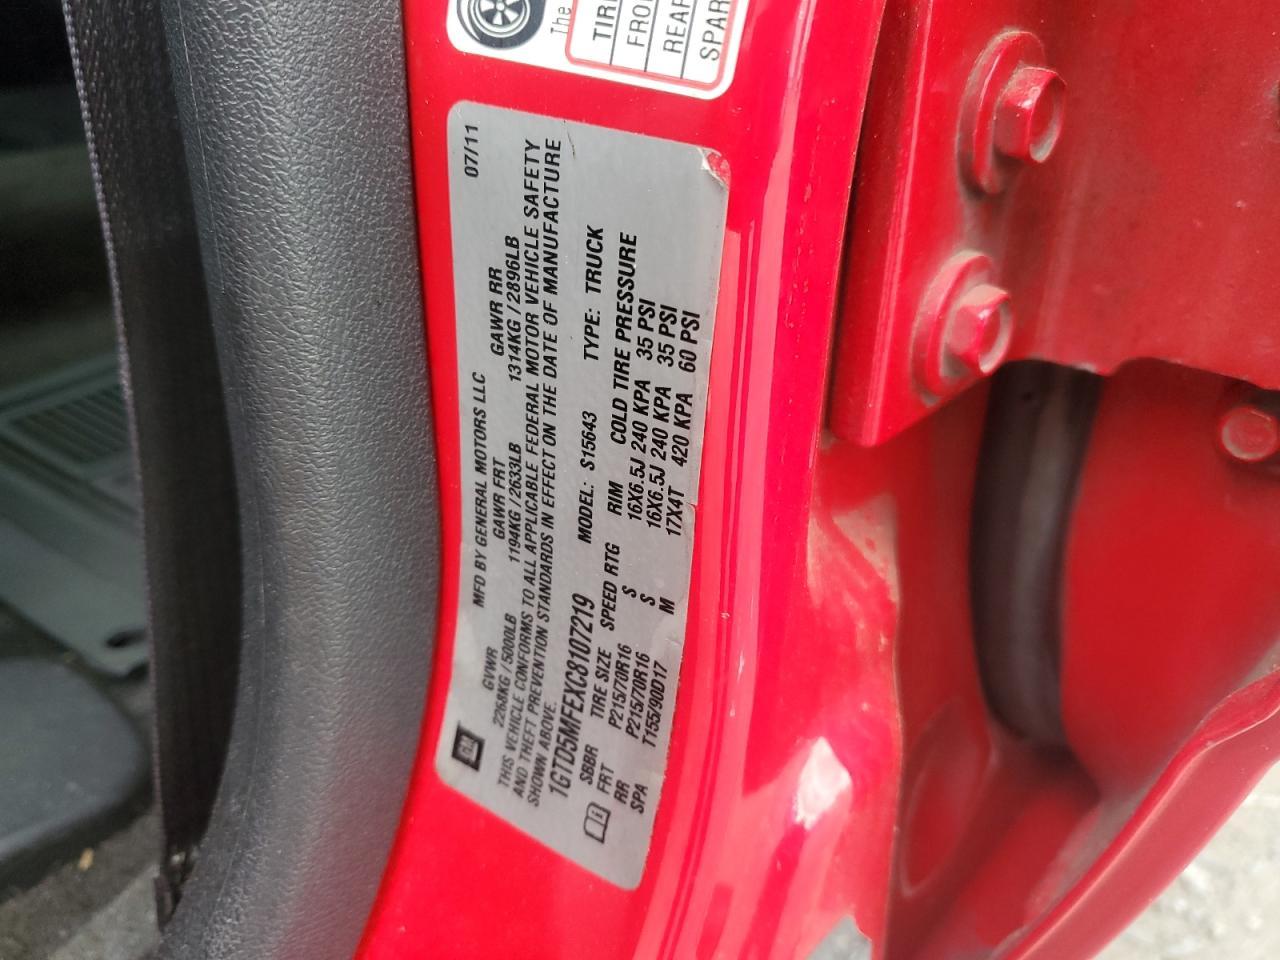 The
TIRE
REAR
SPAR
07/11
MFD BY GENERAL MOTORS LLC
GVWR GAWR FRT GAWR RR
2268KG / 5000LB 1194KG / 2633LB 1314KG / 2896LB
THIS VEHICLE CONFORMS TO ALL APPLICABLE FEDERAL MOTOR VEHICLE SAFETY
AND THEFT PREVENTION STANDARDS IN EFFECT ON THE DATE OF MANUFACTURE
SHOWN ABOVE.
1GTD5MFEXC8107219 MODEL: S15643 TYPE: TRUCK
SBBR TIRE SIZE SPEED RTG RIM COLD TIRE PRESSURE
FRT P215/70R16 S 16X6.5J 240 KPA 35 PSI
RR P215/70R16 S 16X6.5J 240 KPA 35 PSI
SPA T155/90D17 M 17X4T 420 KPA 60 PSI